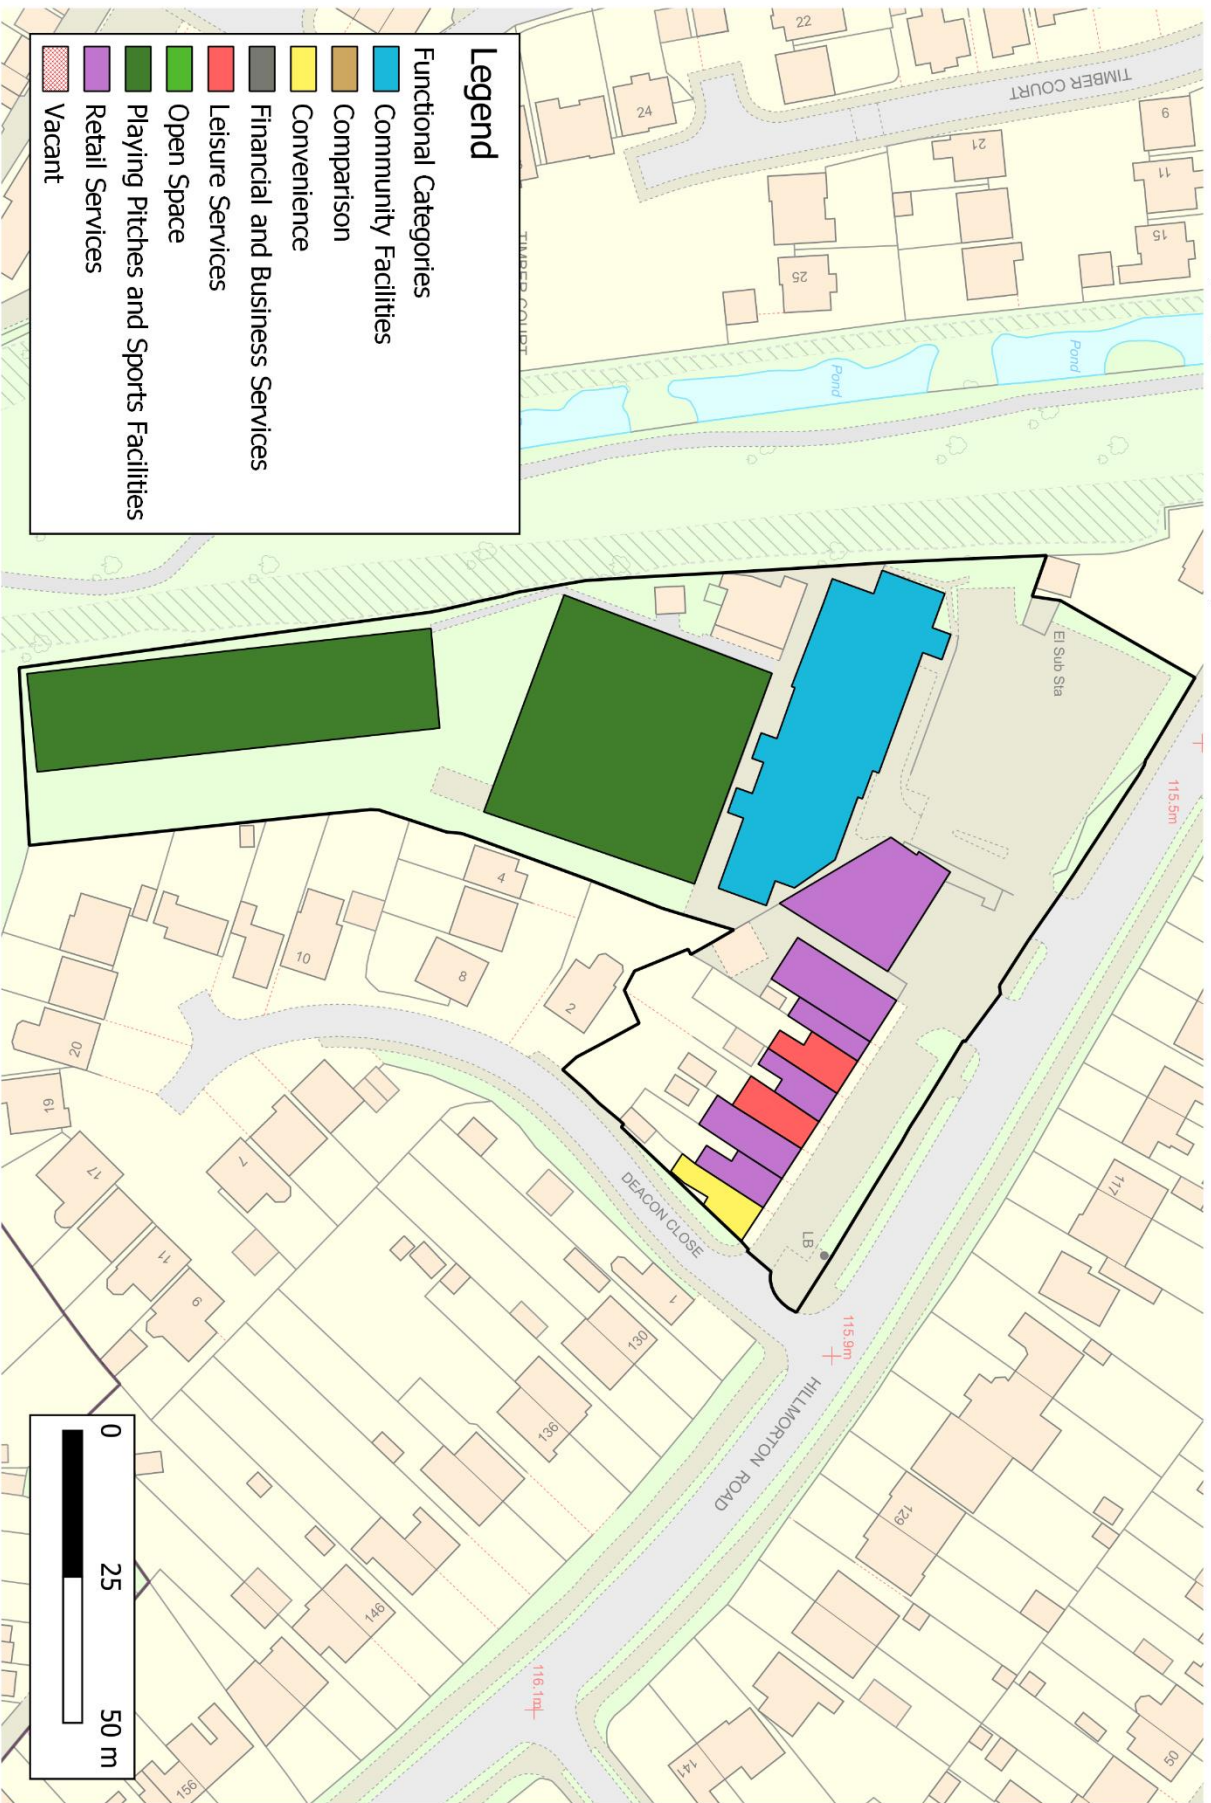 Legend
Functional Categories
Community Facilities
Comparison
Convenience
Financial and Business Services
Leisure Services
Open Space
Playing Pitches and Sports Facilities
Retail Services
Vacant
0 25 50 m
TIMBER COURT
TIMBER COURT
22
24
21
25
9
11
15
Pond
Pond
El Sub Sta
115.5m
4
8
10
2
20
19
17
7
11
9
1
130
136
146
156
DEACON CLOSE
LB
115.9m
HILLMORTON ROAD
117
129
116.1m
141
50